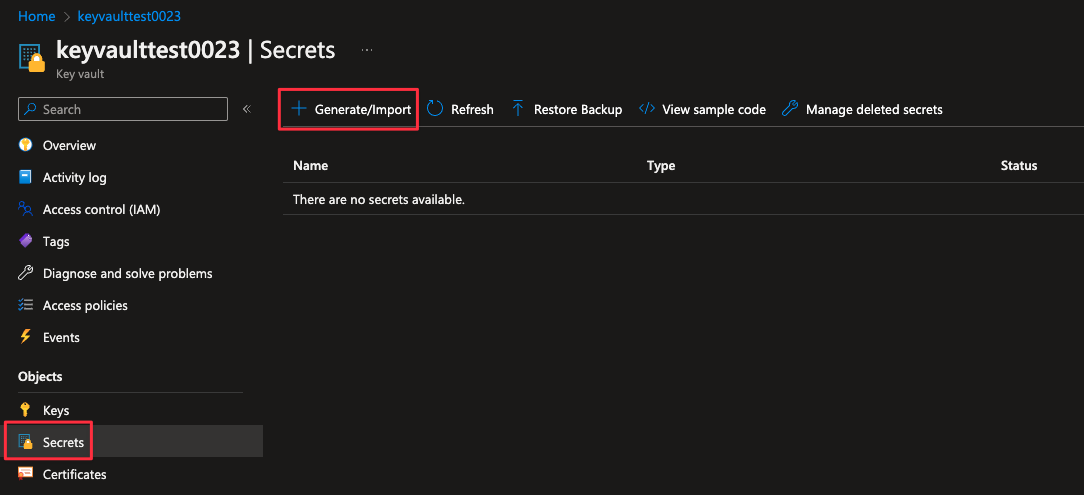 Home > keyvaulttest0023
keyvaulttest0023 | Secrets ...
Key vault
Search «
Overview
Activity log
Access control (IAM)
Tags
Diagnose and solve problems
Access policies
Events
Objects
Keys
Secrets
Certificates
Generate/Import Refresh Restore Backup View sample code Manage deleted secrets
Name Type Status
There are no secrets available.